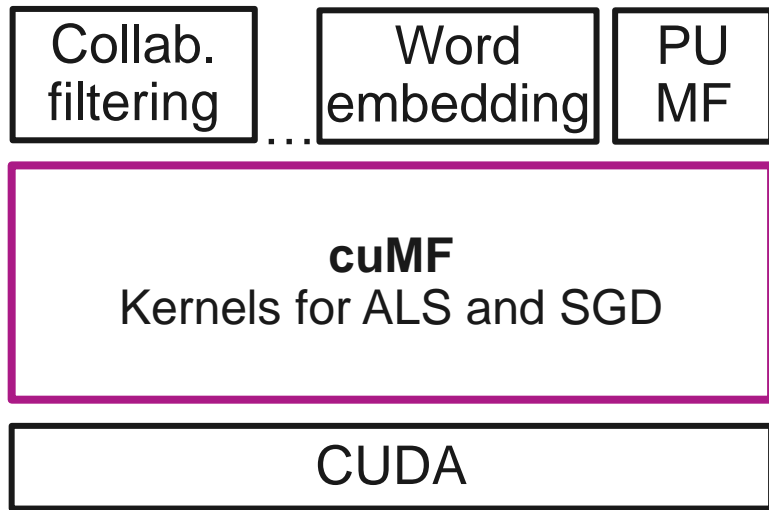 Collab.
filtering
...
Word
embedding
PU
MF
cuMF
Kernels for ALS and SGD
CUDA